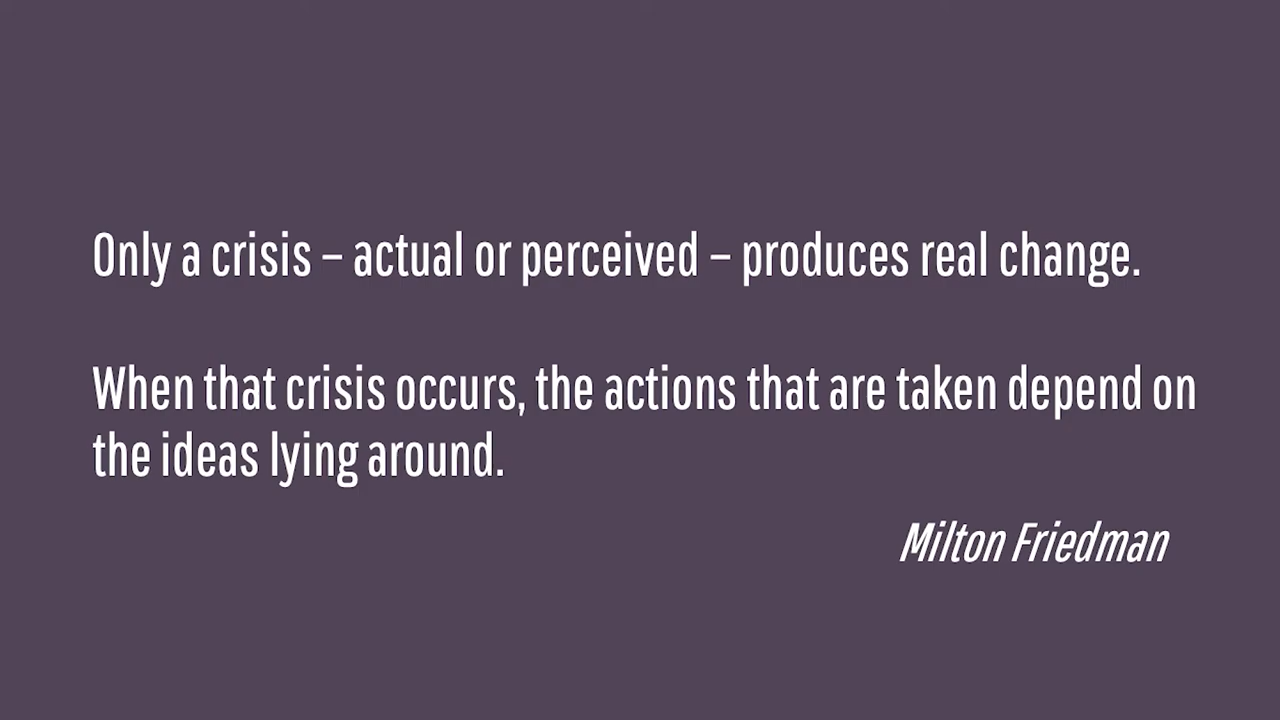 Only a crisis – actual or perceived – produces real change.
When that crisis occurs, the actions that are taken depend on
the ideas lying around.
Milton Friedman